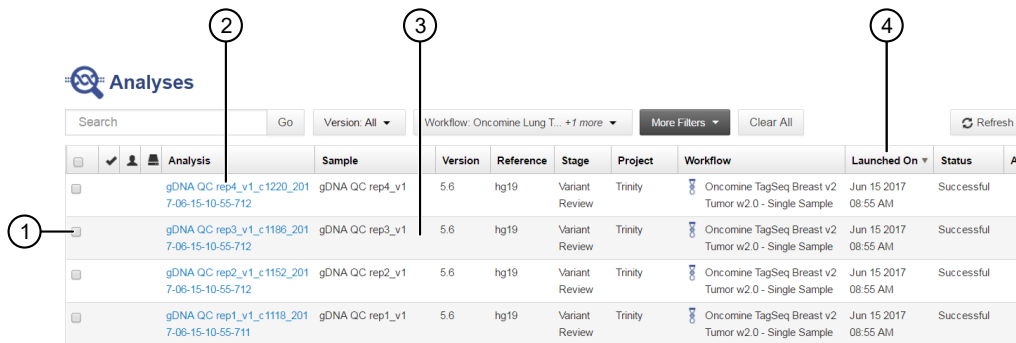 2 3 4
Analyses
Search Go Version: All Workflow: Oncomine Lung T... +1 more More Filters Clear All Refresh
Analysis Sample Version Reference Stage Project Workflow Launched On Status A
gDNA QC rep4_v1_c1220_201 gDNA QC rep4_v1 5.6 hg19 Variant Trinity Oncomine TagSeq Breast v2 Jun 15 2017 Successful
7-06-15-10-55-712 Review Tumor w2.0 - Single Sample 08:55 AM
1 gDNA QC rep3_v1_c1186_201 gDNA QC rep3_v1 5.6 hg19 Variant Trinity Oncomine TagSeq Breast v2 Jun 15 2017 Successful
7-06-15-10-55-712 Review Tumor w2.0 - Single Sample 08:55 AM
gDNA QC rep2_v1_c1152_201 gDNA QC rep2_v1 5.6 hg19 Variant Trinity Oncomine TagSeq Breast v2 Jun 15 2017 Successful
7-06-15-10-55-712 Review Tumor w2.0 - Single Sample 08:55 AM
gDNA QC rep1_v1_c1118_201 gDNA QC rep1_v1 5.6 hg19 Variant Trinity Oncomine TagSeq Breast v2 Jun 15 2017 Successful
7-06-15-10-55-711 Review Tumor w2.0 - Single Sample 08:55 AM